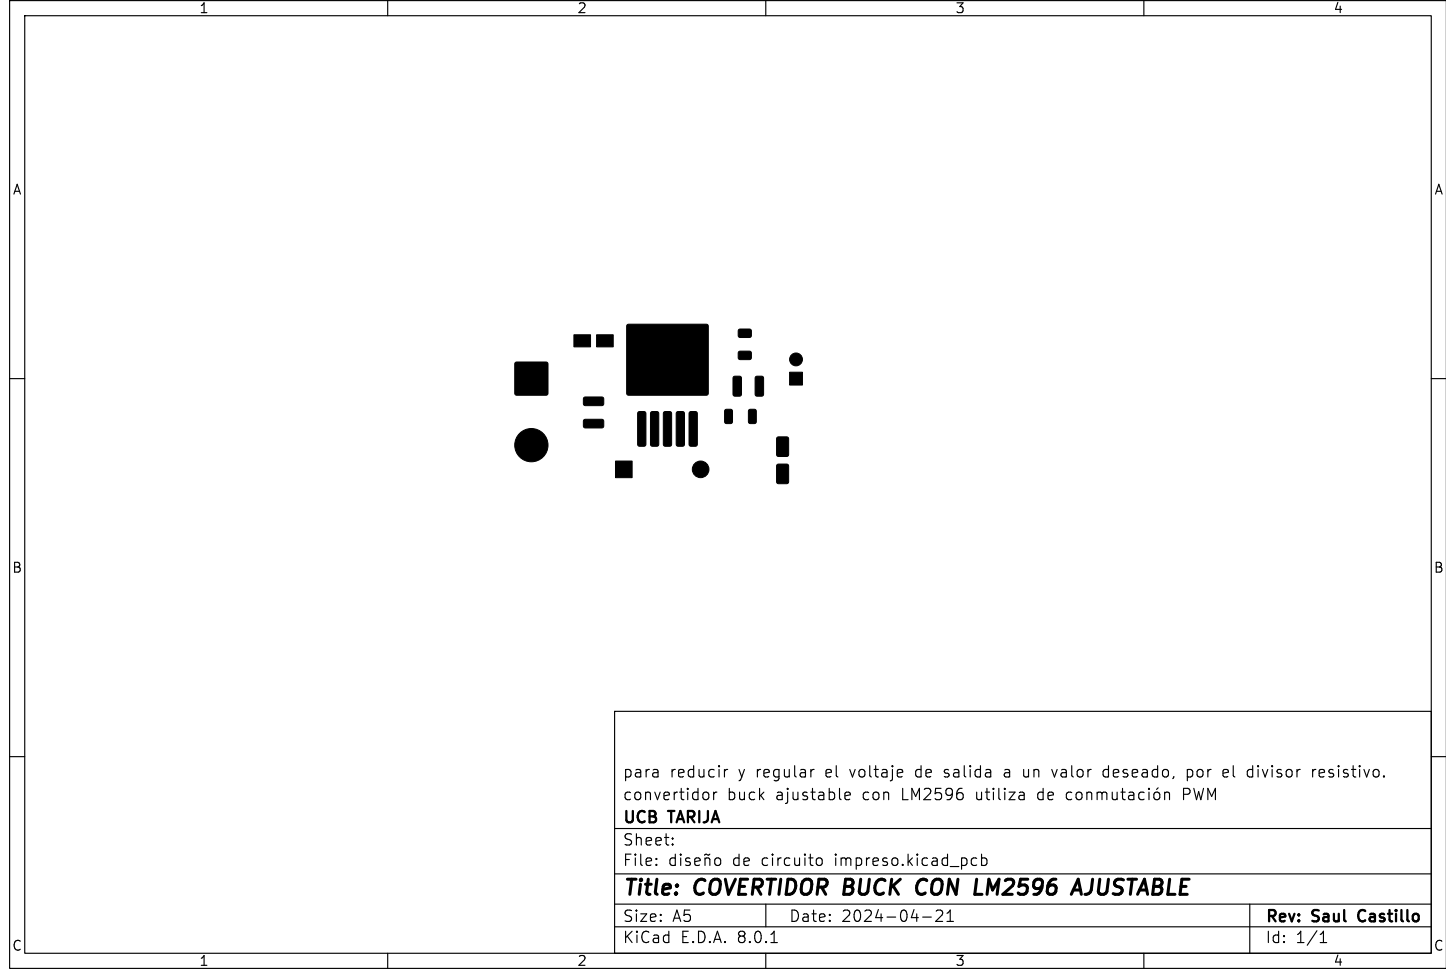 1 2 3 4
A A
B B
para reducir y regular el voltaje de salida a un valor deseado, por el divisor resistivo.
convertidor buck ajustable con LM2596 utiliza de conmutación PWM
UCB TARIJA
Sheet:
File: diseño de circuito impreso.kicad_pcb
Title: COVERTIDOR BUCK CON LM2596 AJUSTABLE
Size: A5 Date: 2024-04-21 Rev: Saul Castillo
KiCad E.D.A. 8.0.1 Id: 1/1
C C
1 2 3 4